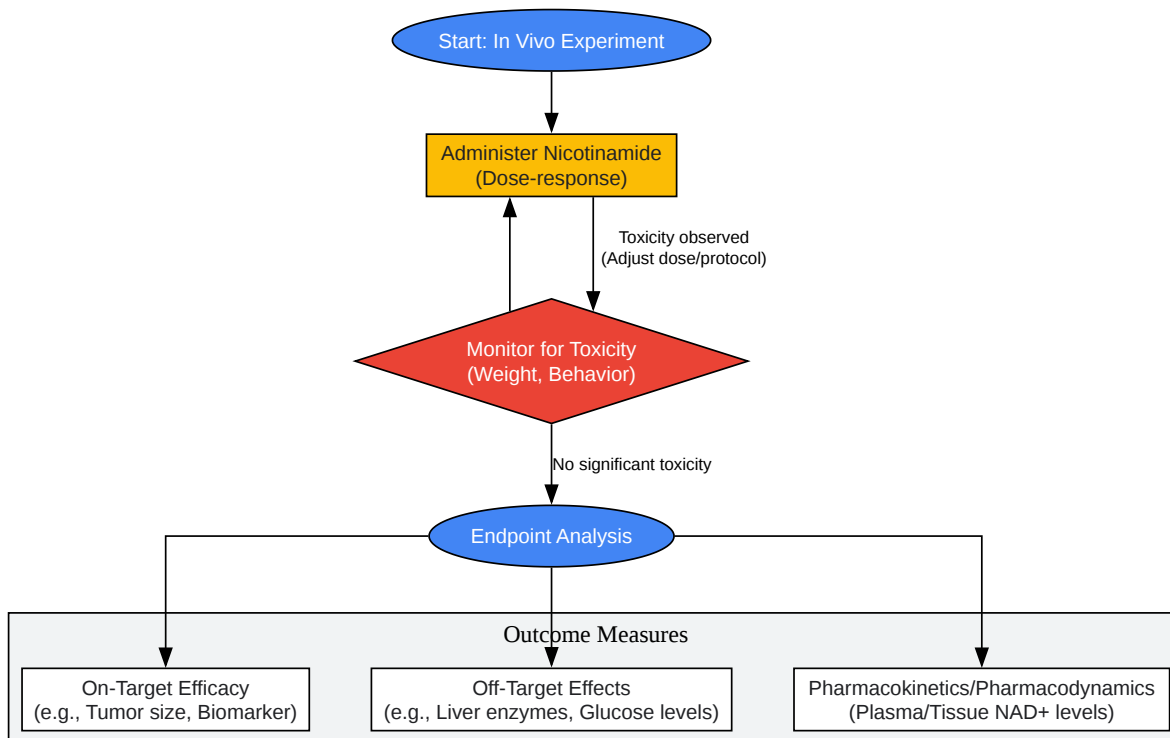 Start: In Vivo Experiment
Administer Nicotinamide
(Dose-response)
Toxicity observed
(Adjust dose/protocol)
Monitor for Toxicity
(Weight, Behavior)
No significant toxicity
Endpoint Analysis
Outcome Measures
On-Target Efficacy
(e.g., Tumor size, Biomarker)
Off-Target Effects
(e.g., Liver enzymes, Glucose levels)
Pharmacokinetics/Pharmacodynamics
(Plasma/Tissue NAD+ levels)